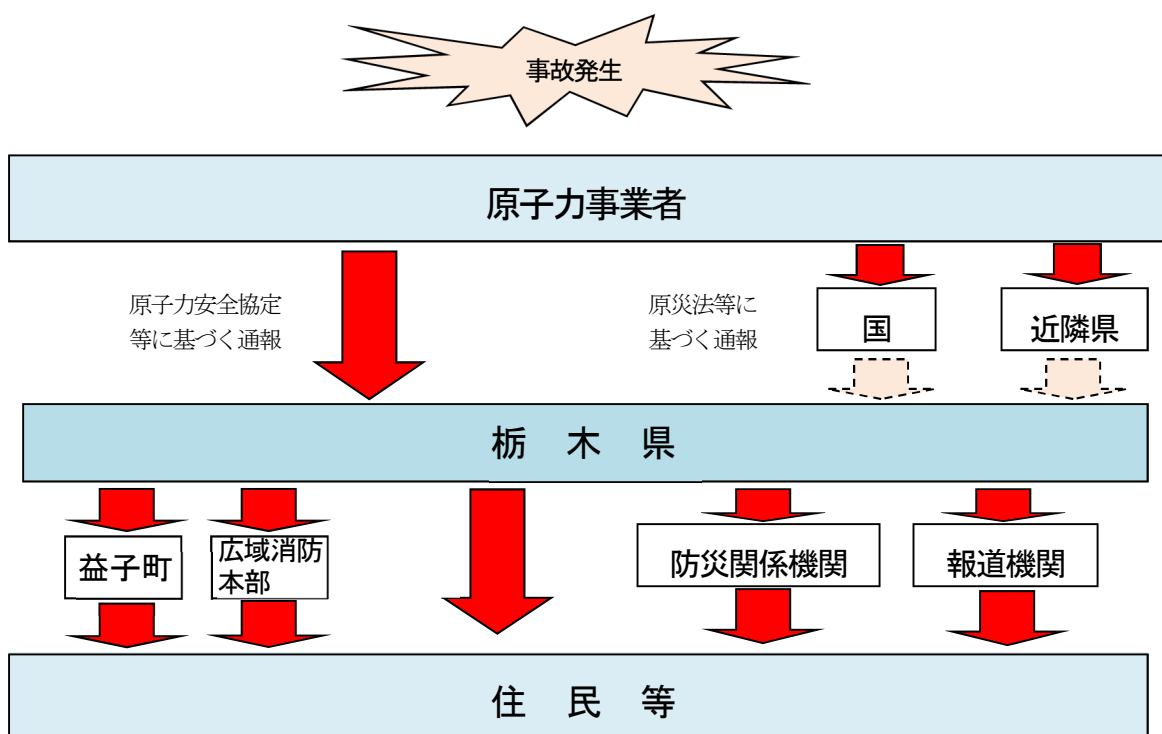 事故発生
原子力事業者
原子力安全協定
等に基づく通報
原災法等に
基づく通報
国
近隣県
栃木県
益子町
広域消防
本部
防災関係機関
報道機関
住民等